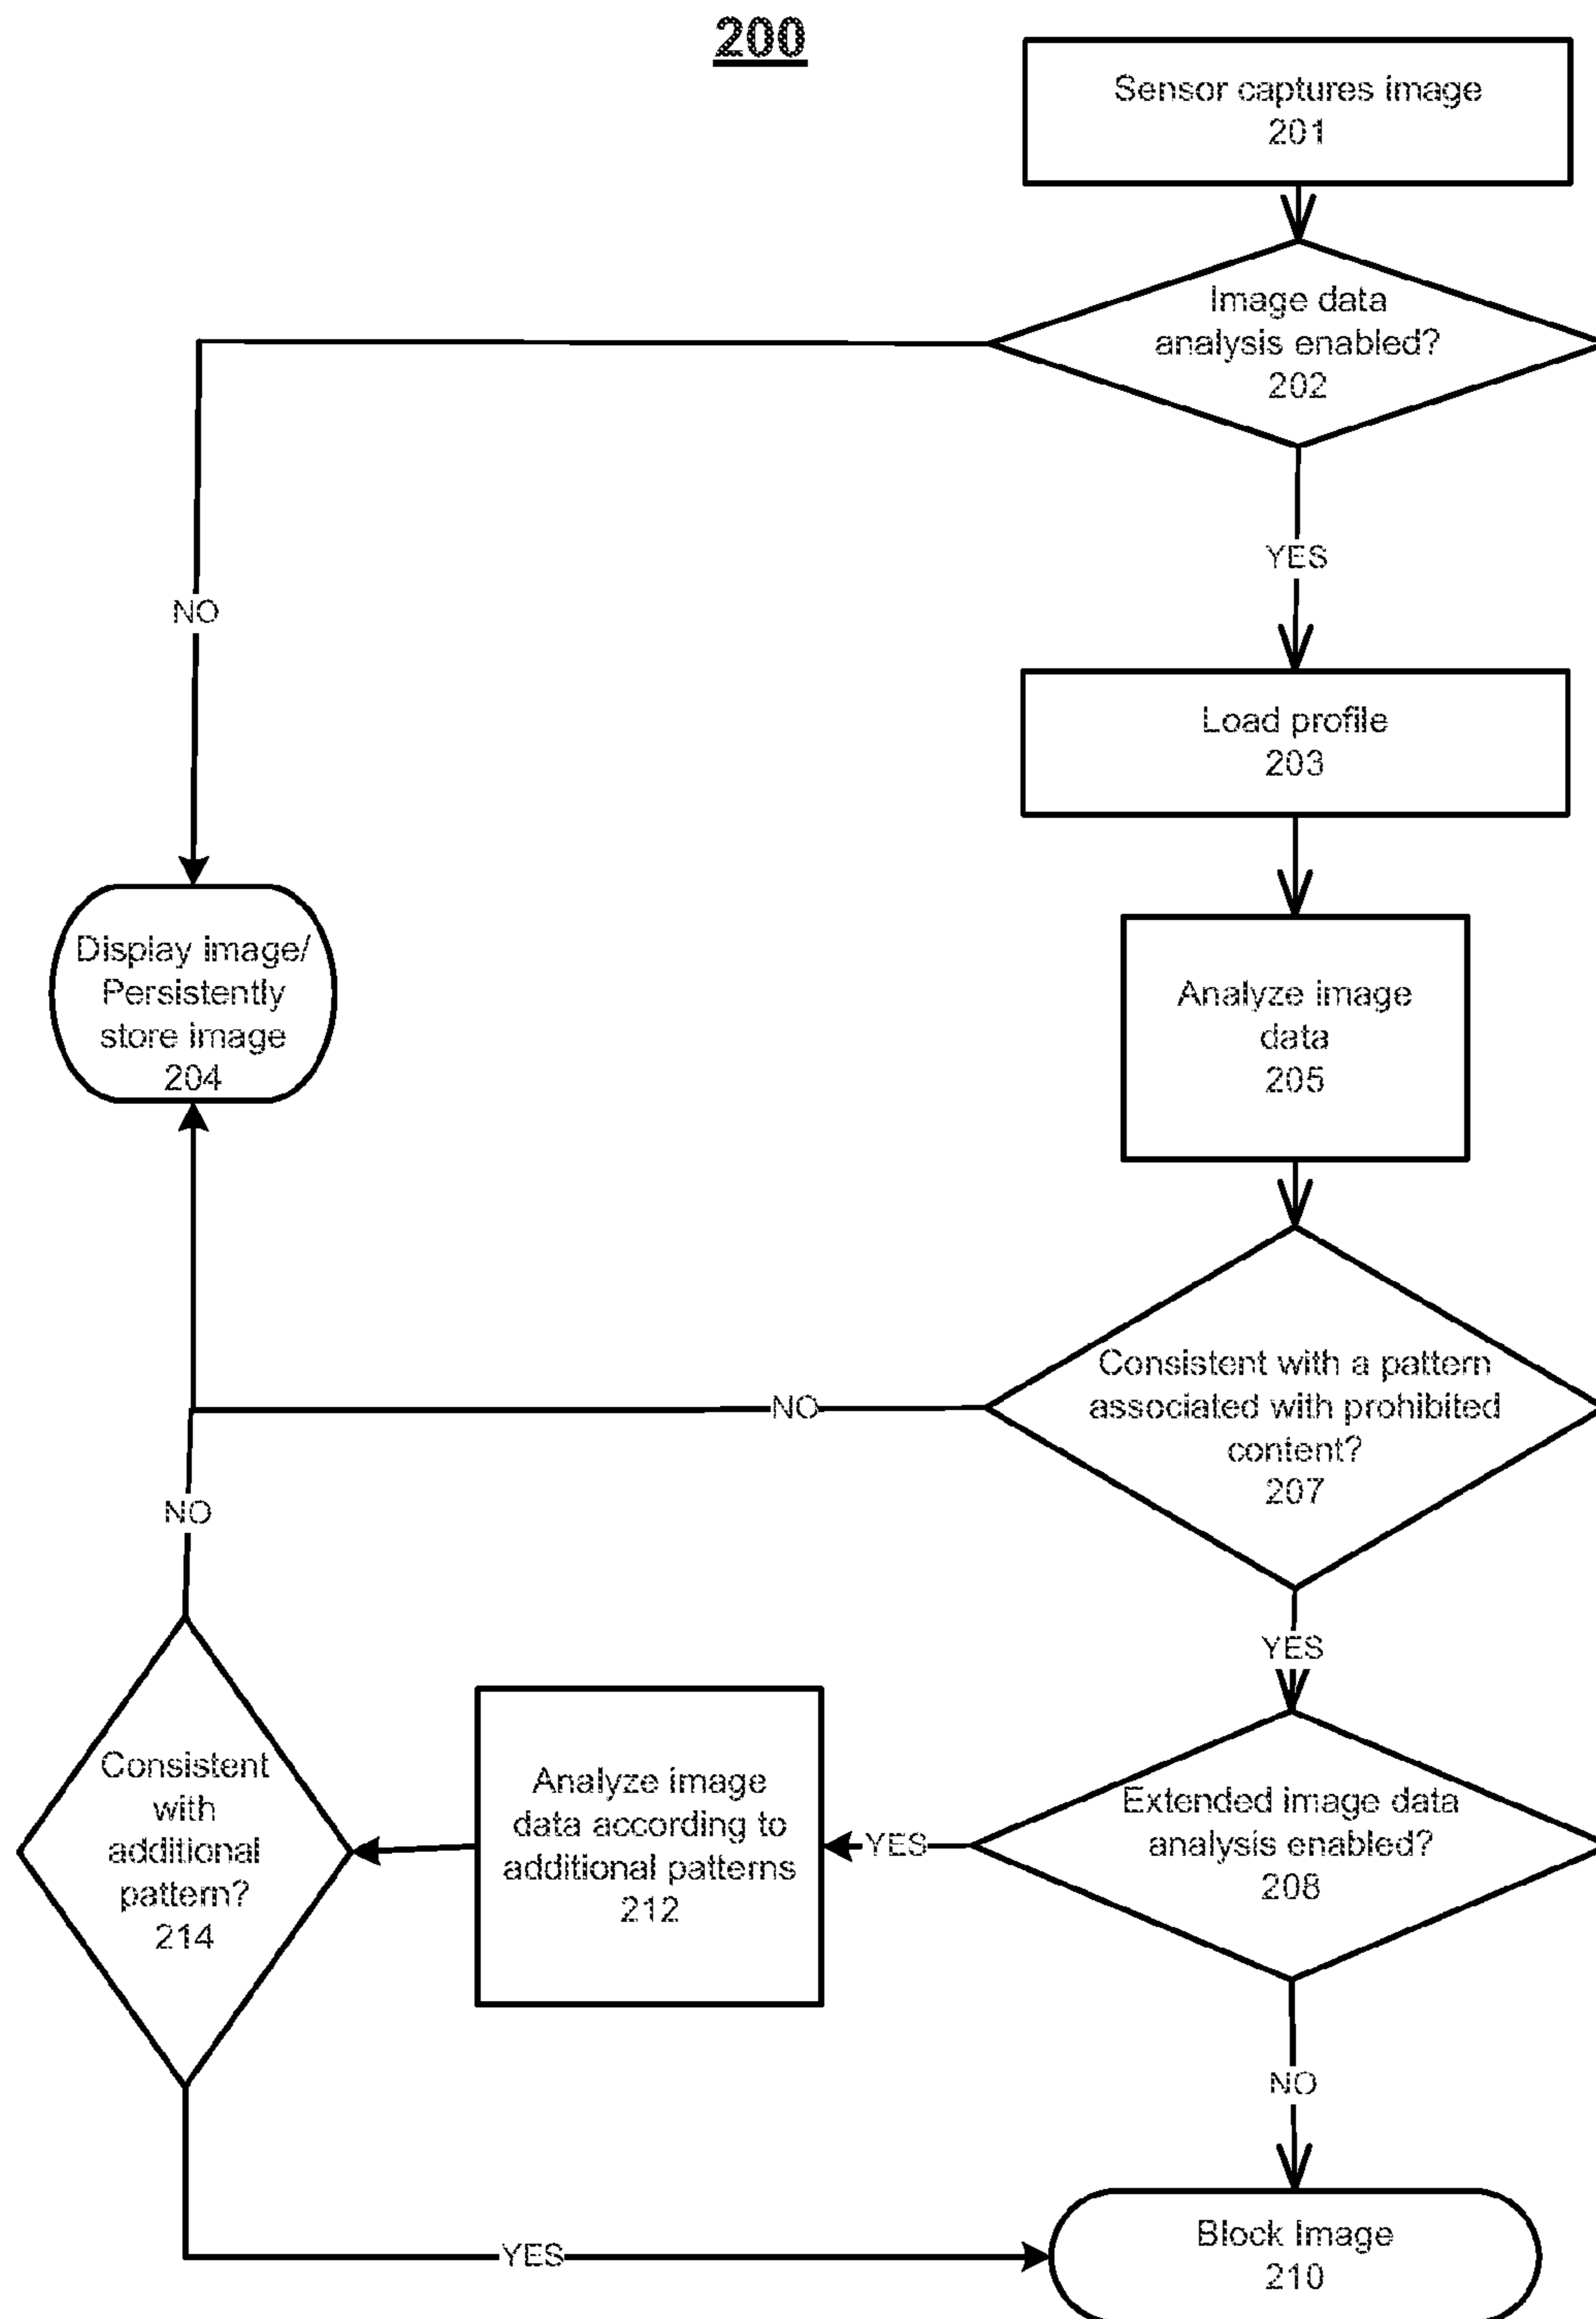 200
Sensor captures image
201
Image data
analysis enabled?
202
YES
NO
Load profile
203
Display image/
Persistently
store image
204
Analyze image
data
205
Consistent with a pattern
associated with prohibited
content?
207
NO
NO
YES
Consistent
with
additional
pattern?
214
Analyze image
data according to
additional patterns
212
YES
Extended image data
analysis enabled?
208
NO
YES
Block Image
210